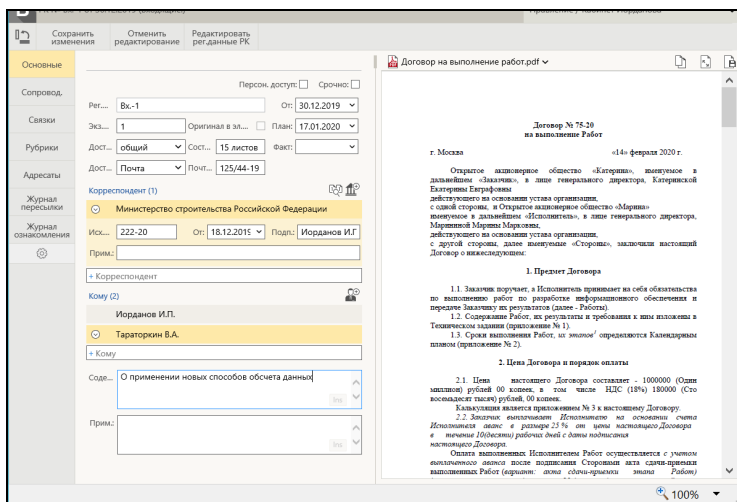 Сохранить изменения
Отменить редактирование
Редактировать рег.данные РК
Основные
Сопровод.
Связки
Рубрики
Адресаты
Журнал пересылки
Журнал ознакомления
Персон. доступ: Срочно:
Рег.... Вх.-1 От: 30.12.2019
Экз... 1 Оригинал в эл.... План: 17.01.2020
Дост... общий Сост... 15 листов Факт:
Дост... Почта Почт... 125/44-19
Корреспондент (1)
Министерство строительства Российской Федерации
Исх... 222-20 От: 18.12.2019 Подп.: Иорданов И.Г
Прим.:
+ Корреспондент
Кому (2)
Иорданов И.П.
Тараторкин В.А.
+ Кому
Соде... О применении новых способов обсчета данных
Ins
Прим.:
Ins
Договор на выполнение работ.pdf
Договор № 75-20
на выполнение Работ
г. Москва «14» февраля 2020 г.
Открытое акционерное общество «Катерина», именуемое в
дальнейшем «Заказчик», в лице генерального директора, Катеринской
Екатерины Евграфовны
действующего на основании устава организации,
с одной стороны, и Открытое акционерное общество «Марина»
именуемое в дальнейшем «Исполнитель», в лице генерального директора,
Марининой Марины Марковны,
действующего на основании устава организации,
с другой стороны, далее именуемые «Стороны», заключили настоящий
Договор о нижеследующем:
1. Предмет Договора
1.1. Заказчик поручает, а Исполнитель принимает на себя обязательства
по выполнению работ по разработке информационного обеспечения и
передаче Заказчику их результатов (далее - Работы).
1.2. Содержание Работ, их результаты и требования к ним изложены в
Техническом задании (приложение № 1).
1.3. Сроки выполнения Работ, их этапов¹ определяются Календарным
планом (приложение № 2).
2. Цена Договора и порядок оплаты
2.1. Цена настоящего Договора составляет - 1000000 (Один
миллион) рублей 00 копеек, в том числе НДС (18%) 180000 (Сто
восемьдесят тысяч) рублей, 00 копеек.
Калькуляция является приложением № 3 к настоящему Договору.
2.2. Заказчик выплачивает Исполнителю на основании счета
Исполнителя аванс в размере 25 % от цены настоящего Договора
в течение 10(десяти) рабочих дней с даты подписания
настоящего Договора.
Оплата выполненных Исполнителем Работ осуществляется с учетом
выплаченного аванса после подписания Сторонами акта сдачи-приемки
выполненных Работ (вариант: акта сдачи-приемки этапа Работ)
100%